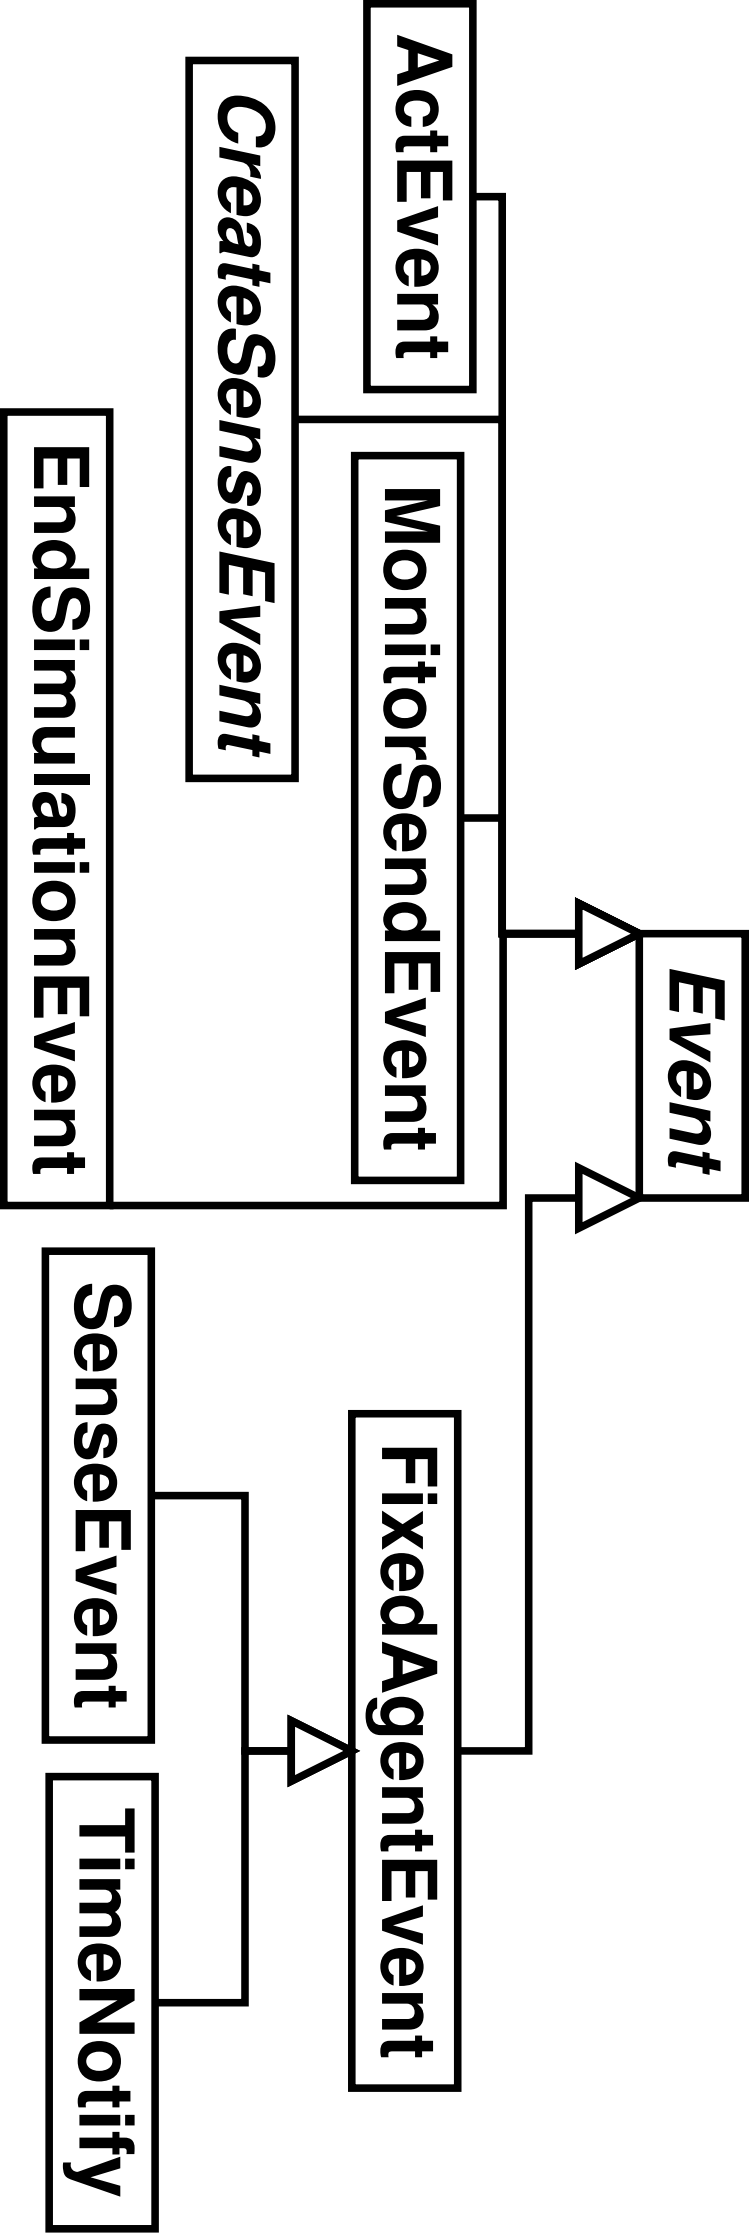 Event
ActEvent
MonitorSendEvent
FixedAgentEvent
CreateSenseEvent
EndSimulationEvent
SenseEvent
TimeNotify